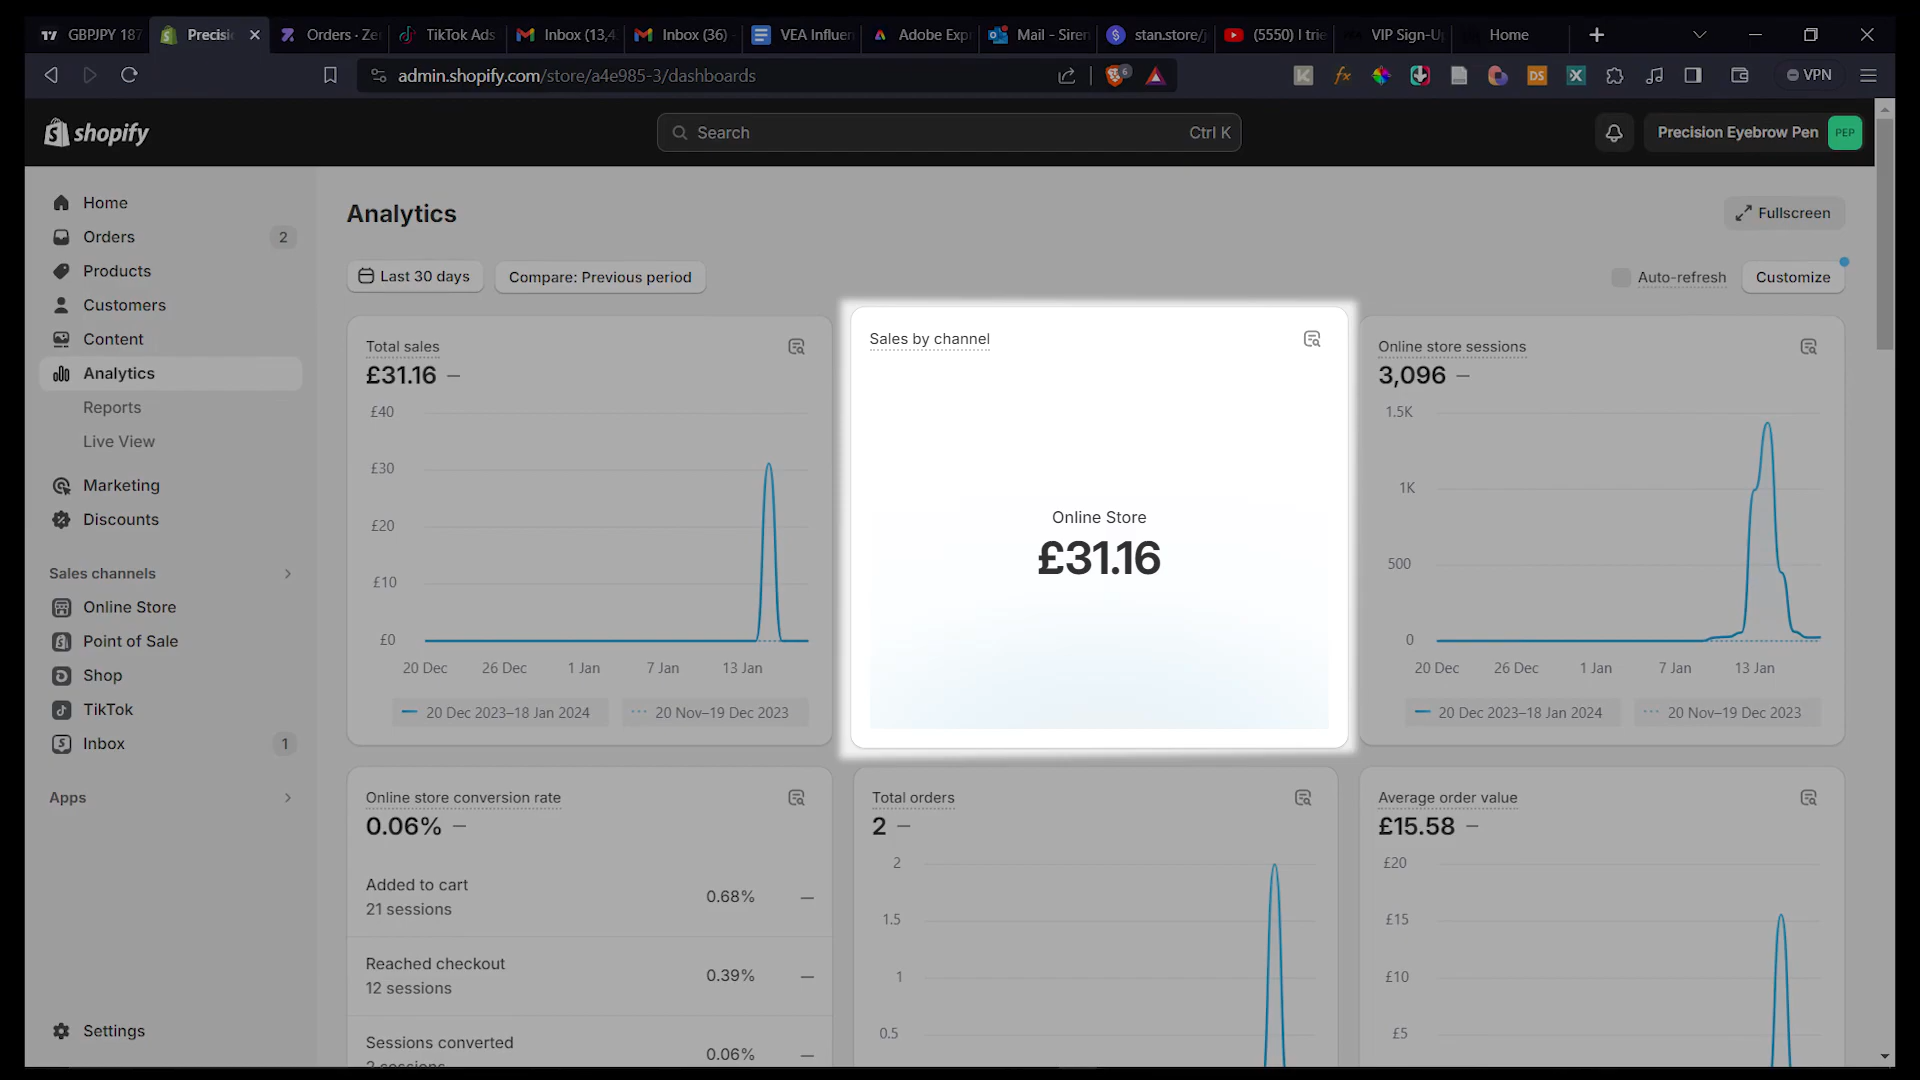 GBPJPY 187
Precisi
Orders · Zen
TikTok Ads
Inbox (13,4
Inbox (36)
VEA Influen
Adobe Exp
Mail - Siren
stan.store/j
(5550) I trie
VIP Sign-U
Home
admin.shopify.com/store/a4e985-3/dashboards
6
K
fx
DS
X
VPN
shopify
Search
Ctrl K
Precision Eyebrow Pen
PEP
Home
Orders
2
Products
Customers
Content
Analytics
Reports
Live View
Marketing
Discounts
Sales channels
Online Store
Point of Sale
Shop
TikTok
Inbox
1
Apps
Settings
Analytics
Fullscreen
Last 30 days
Compare: Previous period
Auto-refresh
Customize
Total sales
£31.16 —
£40
£30
£20
£10
£0
20 Dec
26 Dec
1 Jan
7 Jan
13 Jan
20 Dec 2023–18 Jan 2024
20 Nov–19 Dec 2023
Sales by channel
Online Store
£31.16
Online store sessions
3,096 —
1.5K
1K
500
0
20 Dec
26 Dec
1 Jan
7 Jan
13 Jan
20 Dec 2023–18 Jan 2024
20 Nov–19 Dec 2023
Online store conversion rate
0.06% —
Added to cart
21 sessions
0.68%
—
Reached checkout
12 sessions
0.39%
—
Sessions converted
0.06%
—
Total orders
2 —
2
1.5
1
0.5
Average order value
£15.58 —
£20
£15
£10
£5